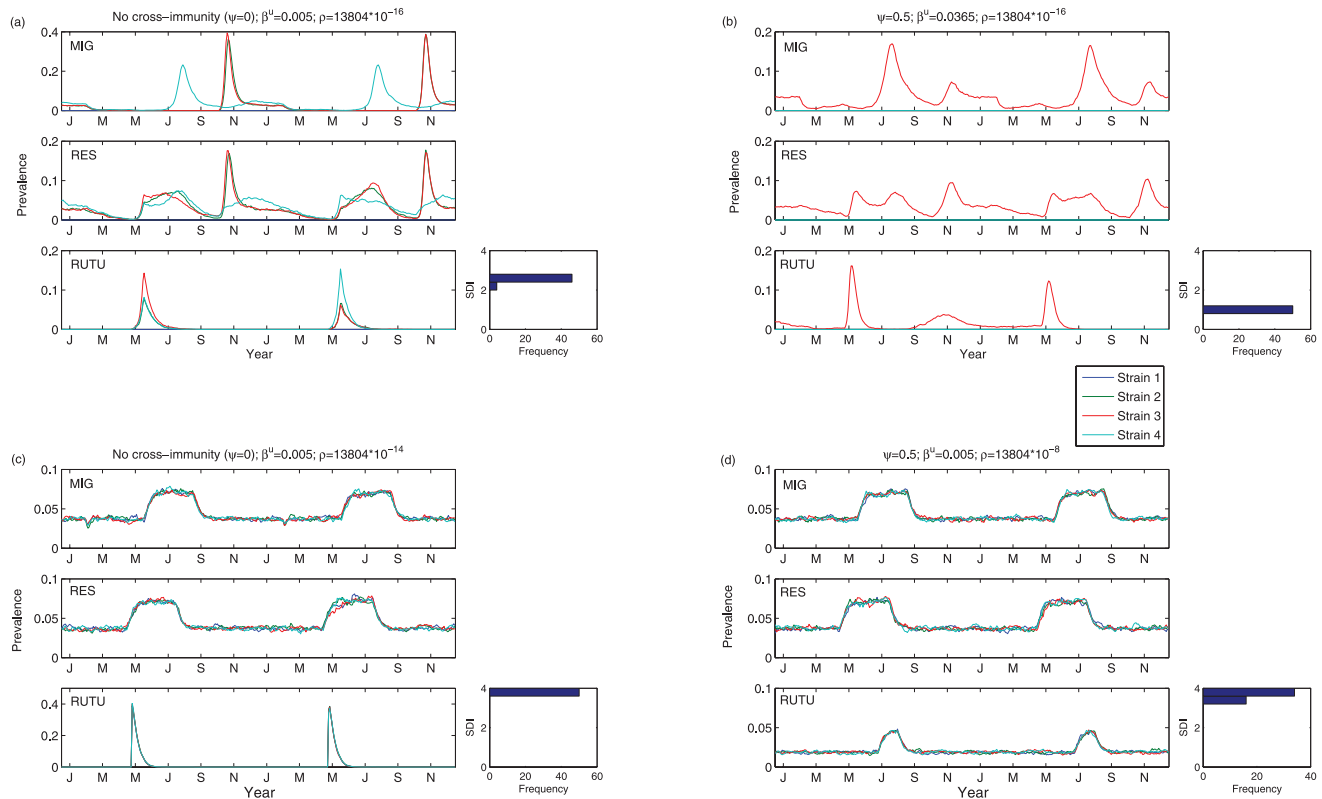 (a)
No cross−immunity (ψ=0); βᵘ=0.005; ρ=13804*10⁻¹⁶
0.4
0.2
0
MIG
J M M J S N J M M J S N
Prevalence
0.2
0.1
0
RES
J M M J S N J M M J S N
0.2
0.1
0
RUTU
J M M J S N J M M J S N
Year
SDI
4
2
0
0 20 40 60
Frequency
(b)
ψ=0.5; βᵘ=0.0365; ρ=13804*10⁻¹⁶
0.2
0.1
0
MIG
J M M J S N J M M J S N
Prevalence
0.2
0.1
0
RES
J M M J S N J M M J S N
0.2
0.1
0
RUTU
J M M J S N J M M J S N
Year
SDI
4
2
0
0 20 40 60
Frequency
Strain 1
Strain 2
Strain 3
Strain 4
(c)
No cross−immunity (ψ=0); βᵘ=0.005; ρ=13804*10⁻¹⁴
0.1
0.05
0
MIG
J M M J S N J M M J S N
Prevalence
0.1
0.05
0
RES
J M M J S N J M M J S N
0.4
0.2
0
RUTU
J M M J S N J M M J S N
Year
SDI
4
2
0
0 20 40 60
Frequency
(d)
ψ=0.5; βᵘ=0.005; ρ=13804*10⁻⁸
0.1
0.05
0
MIG
J M M J S N J M M J S N
Prevalence
0.1
0.05
0
RES
J M M J S N J M M J S N
0.1
0.05
0
RUTU
J M M J S N J M M J S N
Year
SDI
4
2
0
0 20 40
Frequency